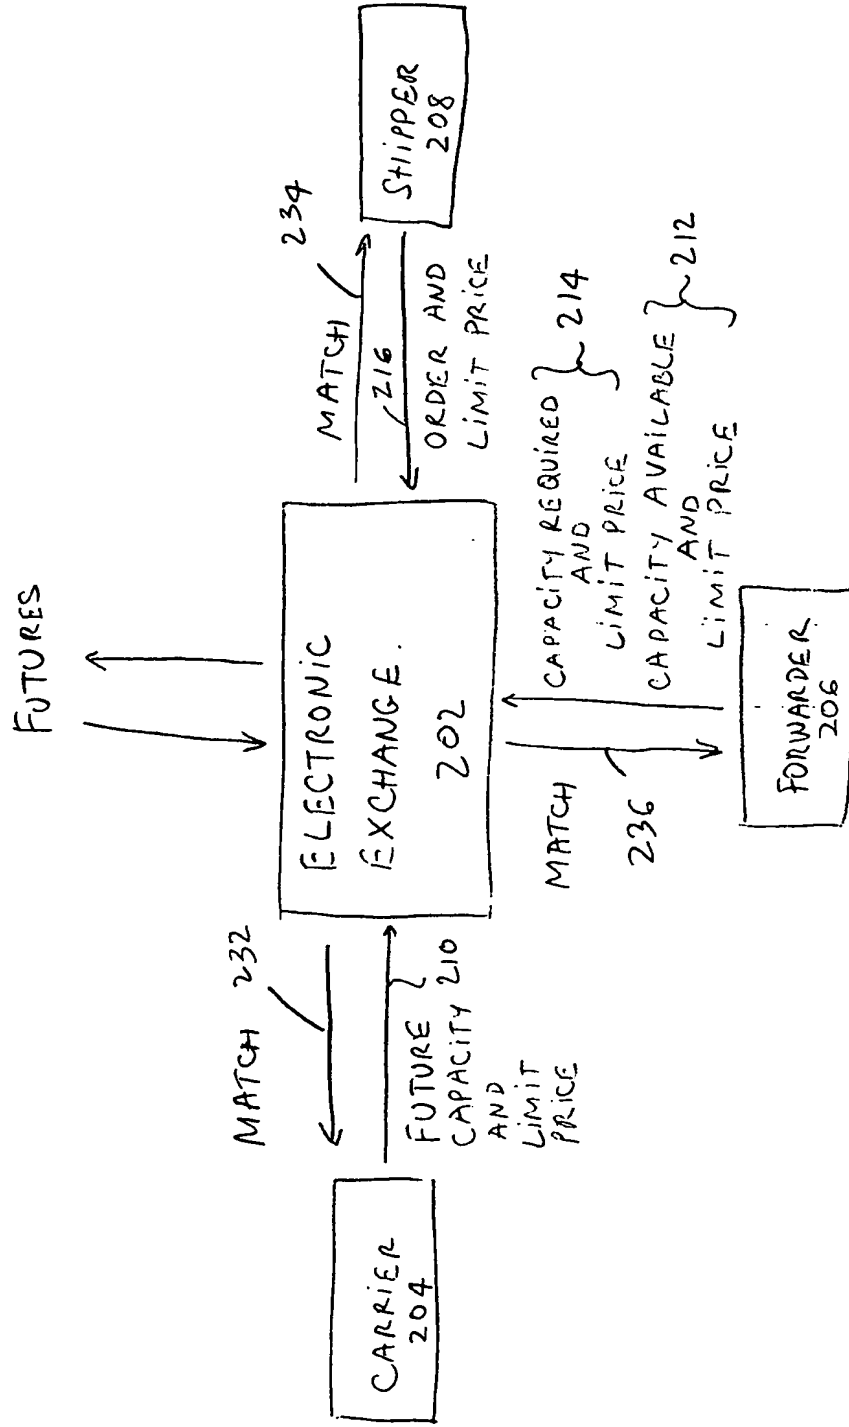 FUTURES
MATCH 232
MATCH
234
216
ELECTRONIC
EXCHANGE.
202
CARRIER
204
FUTURE
CAPACITY 210
AND
LIMIT
PRICE
SHIPPER
208
ORDER AND
LIMIT PRICE
MATCH
236
CAPACITY REQUIRED
AND
LIMIT PRICE
214
CAPACITY AVAILABLE
AND
LIMIT PRICE
212
FORWARDER
206